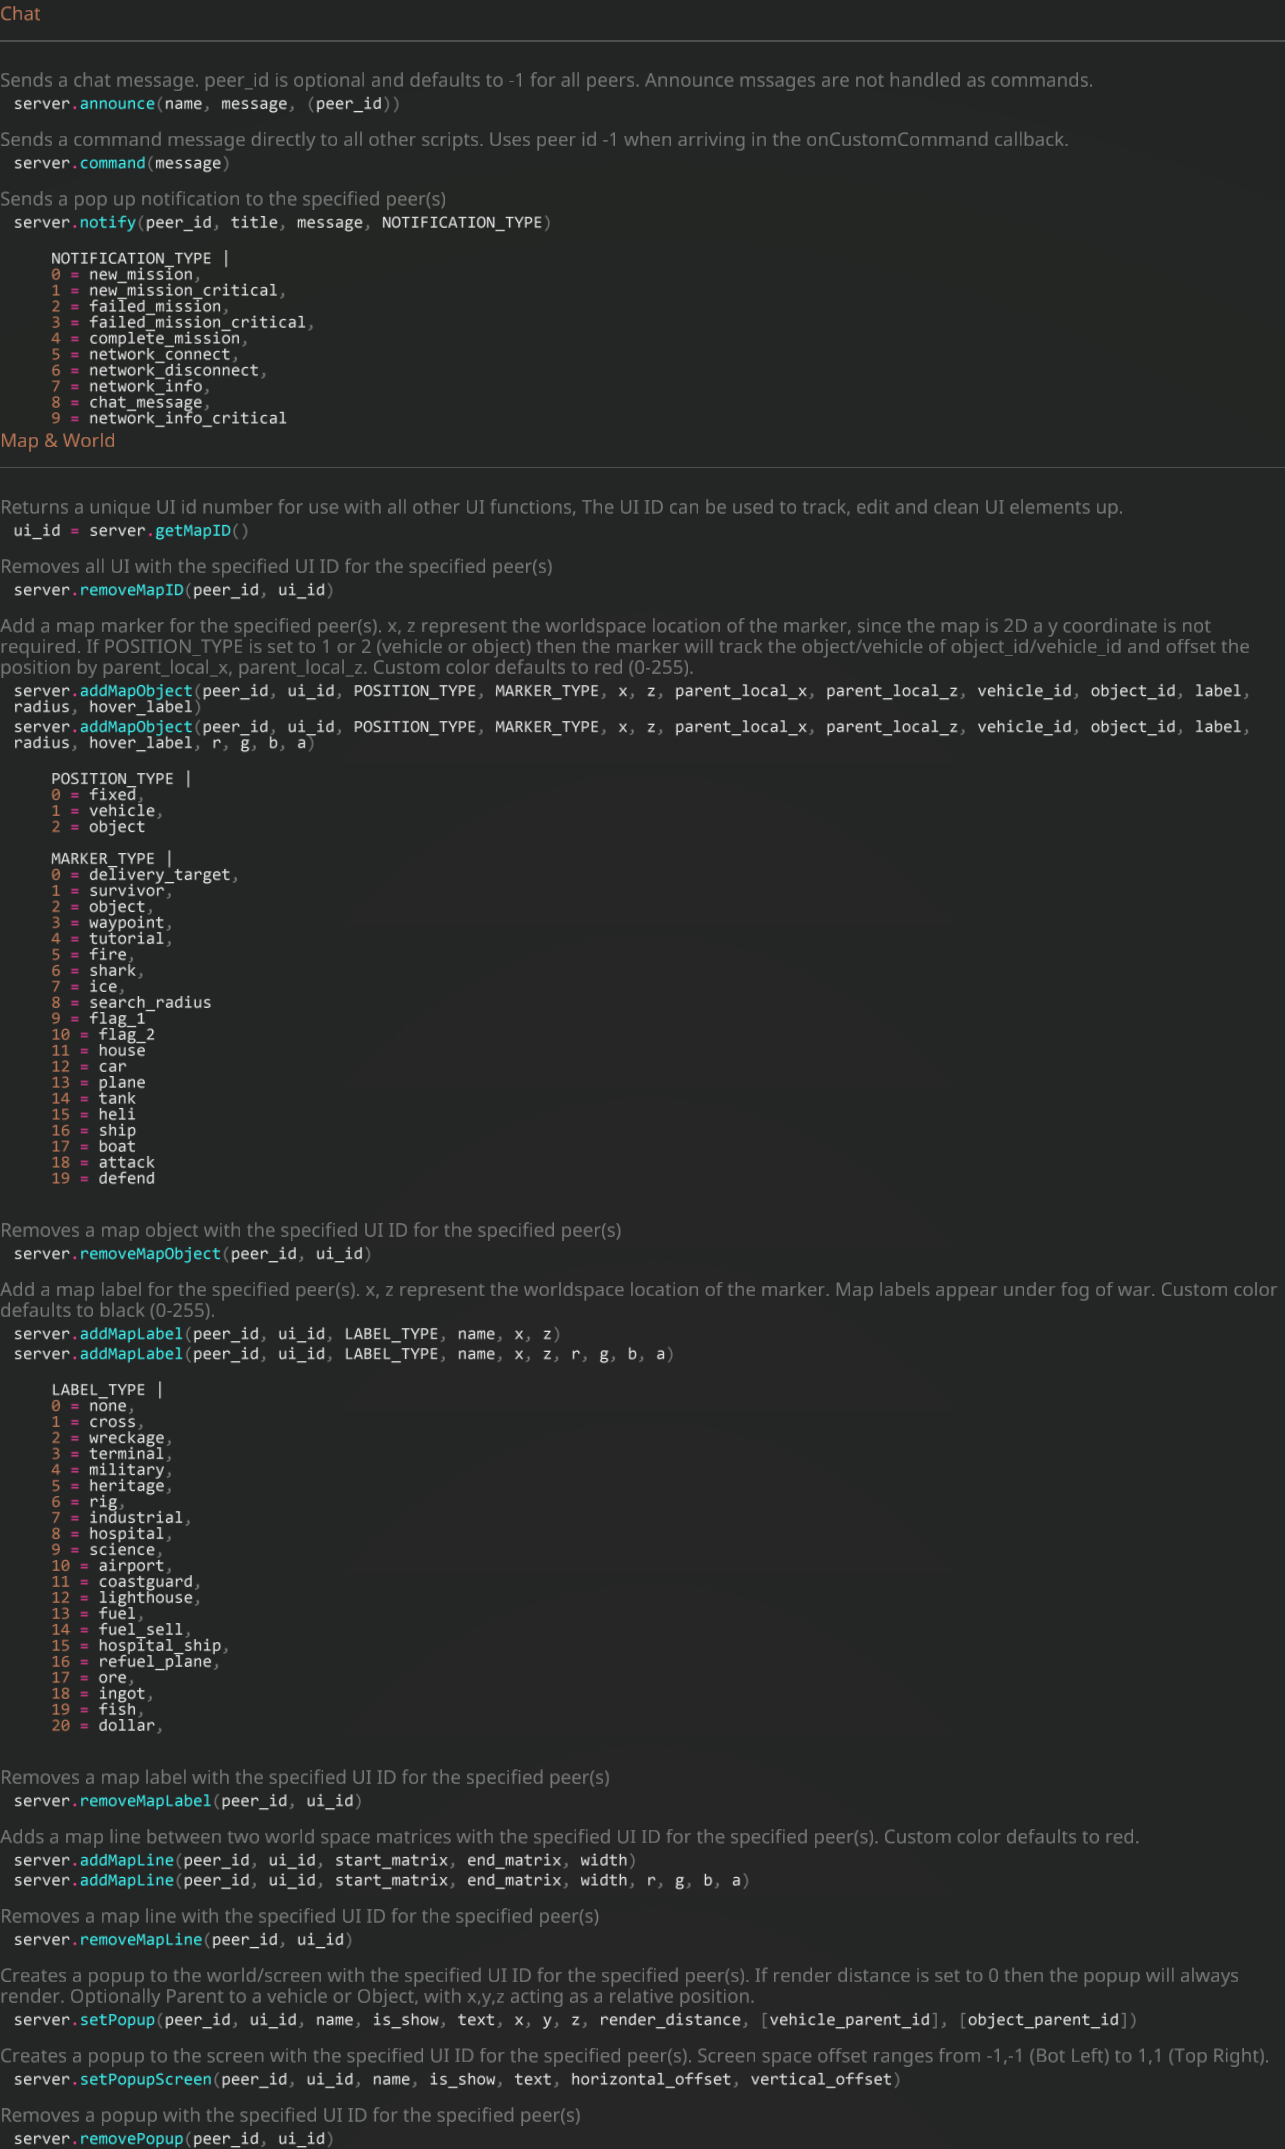 Chat
Sends a chat message. peer_id is optional and defaults to -1 for all peers. Announce mssages are not handled as commands.
server.announce(name, message, (peer_id))
Sends a command message directly to all other scripts. Uses peer id -1 when arriving in the onCustomCommand callback.
server.command(message)
Sends a pop up notification to the specified peer(s)
server.notify(peer_id, title, message, NOTIFICATION_TYPE)
NOTIFICATION_TYPE |
0 = new_mission,
1 = new_mission_critical,
2 = failed_mission,
3 = failed_mission_critical,
4 = complete_mission,
5 = network_connect,
6 = network_disconnect,
7 = network_info,
8 = chat_message,
9 = network_info_critical
Map & World
Returns a unique UI id number for use with all other UI functions, The UI ID can be used to track, edit and clean UI elements up.
ui_id = server.getMapID()
Removes all UI with the specified UI ID for the specified peer(s)
server.removeMapID(peer_id, ui_id)
Add a map marker for the specified peer(s). x, z represent the worldspace location of the marker, since the map is 2D a y coordinate is not
required. If POSITION_TYPE is set to 1 or 2 (vehicle or object) then the marker will track the object/vehicle of object_id/vehicle_id and offset the
position by parent_local_x, parent_local_z. Custom color defaults to red (0-255).
server.addMapObject(peer_id, ui_id, POSITION_TYPE, MARKER_TYPE, x, z, parent_local_x, parent_local_z, vehicle_id, object_id, label,
radius, hover_label)
server.addMapObject(peer_id, ui_id, POSITION_TYPE, MARKER_TYPE, x, z, parent_local_x, parent_local_z, vehicle_id, object_id, label,
radius, hover_label, r, g, b, a)
POSITION_TYPE |
0 = fixed,
1 = vehicle,
2 = object
MARKER_TYPE |
0 = delivery_target,
1 = survivor,
2 = object,
3 = waypoint,
4 = tutorial,
5 = fire,
6 = shark,
7 = ice,
8 = search_radius
9 = flag_1
10 = flag_2
11 = house
12 = car
13 = plane
14 = tank
15 = heli
16 = ship
17 = boat
18 = attack
19 = defend
Removes a map object with the specified UI ID for the specified peer(s)
server.removeMapObject(peer_id, ui_id)
Add a map label for the specified peer(s). x, z represent the worldspace location of the marker. Map labels appear under fog of war. Custom color
defaults to black (0-255).
server.addMapLabel(peer_id, ui_id, LABEL_TYPE, name, x, z)
server.addMapLabel(peer_id, ui_id, LABEL_TYPE, name, x, z, r, g, b, a)
LABEL_TYPE |
0 = none,
1 = cross,
2 = wreckage,
3 = terminal,
4 = military,
5 = heritage,
6 = rig,
7 = industrial,
8 = hospital,
9 = science,
10 = airport,
11 = coastguard,
12 = lighthouse,
13 = fuel,
14 = fuel_sell,
15 = hospital_ship,
16 = refuel_plane,
17 = ore,
18 = ingot,
19 = fish,
20 = dollar,
Removes a map label with the specified UI ID for the specified peer(s)
server.removeMapLabel(peer_id, ui_id)
Adds a map line between two world space matrices with the specified UI ID for the specified peer(s). Custom color defaults to red.
server.addMapLine(peer_id, ui_id, start_matrix, end_matrix, width)
server.addMapLine(peer_id, ui_id, start_matrix, end_matrix, width, r, g, b, a)
Removes a map line with the specified UI ID for the specified peer(s)
server.removeMapLine(peer_id, ui_id)
Creates a popup to the world/screen with the specified UI ID for the specified peer(s). If render distance is set to 0 then the popup will always
render. Optionally Parent to a vehicle or Object, with x,y,z acting as a relative position.
server.setPopup(peer_id, ui_id, name, is_show, text, x, y, z, render_distance, [vehicle_parent_id], [object_parent_id])
Creates a popup to the screen with the specified UI ID for the specified peer(s). Screen space offset ranges from -1,-1 (Bot Left) to 1,1 (Top Right).
server.setPopupScreen(peer_id, ui_id, name, is_show, text, horizontal_offset, vertical_offset)
Removes a popup with the specified UI ID for the specified peer(s)
server.removePopup(peer_id, ui_id)